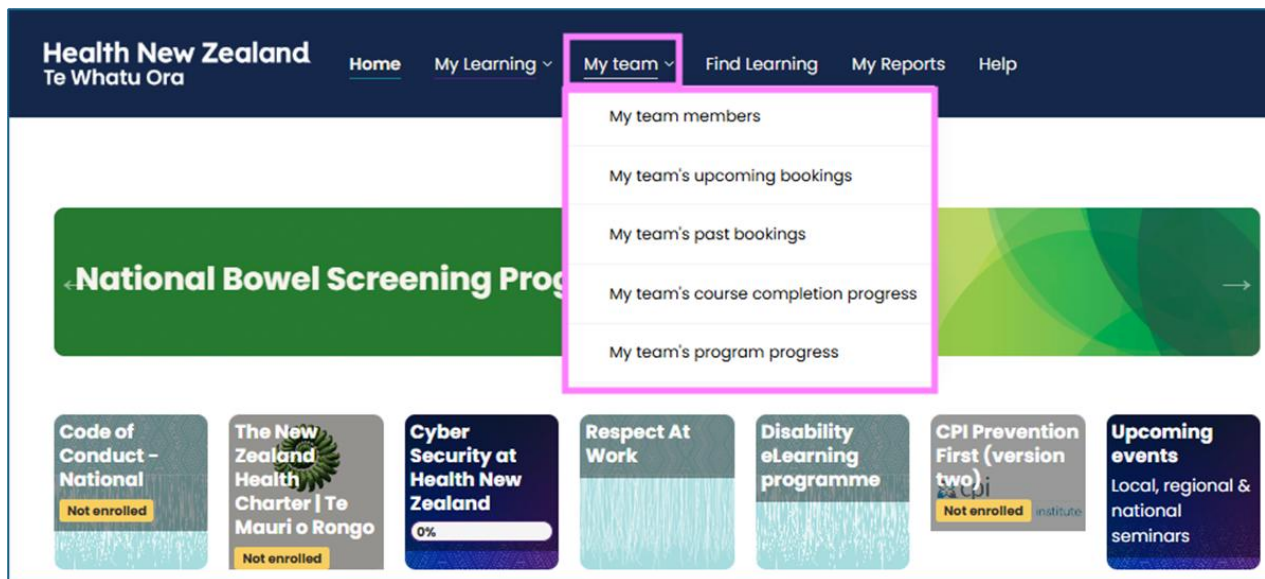 Health New Zealand
Te Whatu Ora
Home My Learning My team Find Learning My Reports Help
My team members
My team's upcoming bookings
My team's past bookings
My team's course completion progress
My team's program progress
National Bowel Screening
Code of
Conduct -
National
Not enrolled
The New
Zealand
Health
Charter | Te
Mauri o Rongo
Not enrolled
Cyber
Security at
Health New
Zealand
0%
Respect At
Work
Disability
eLearning
programme
CPI Prevention
First (version
two)
cpi
institute
Not enrolled
Upcoming
events
Local, regional &
national
seminars